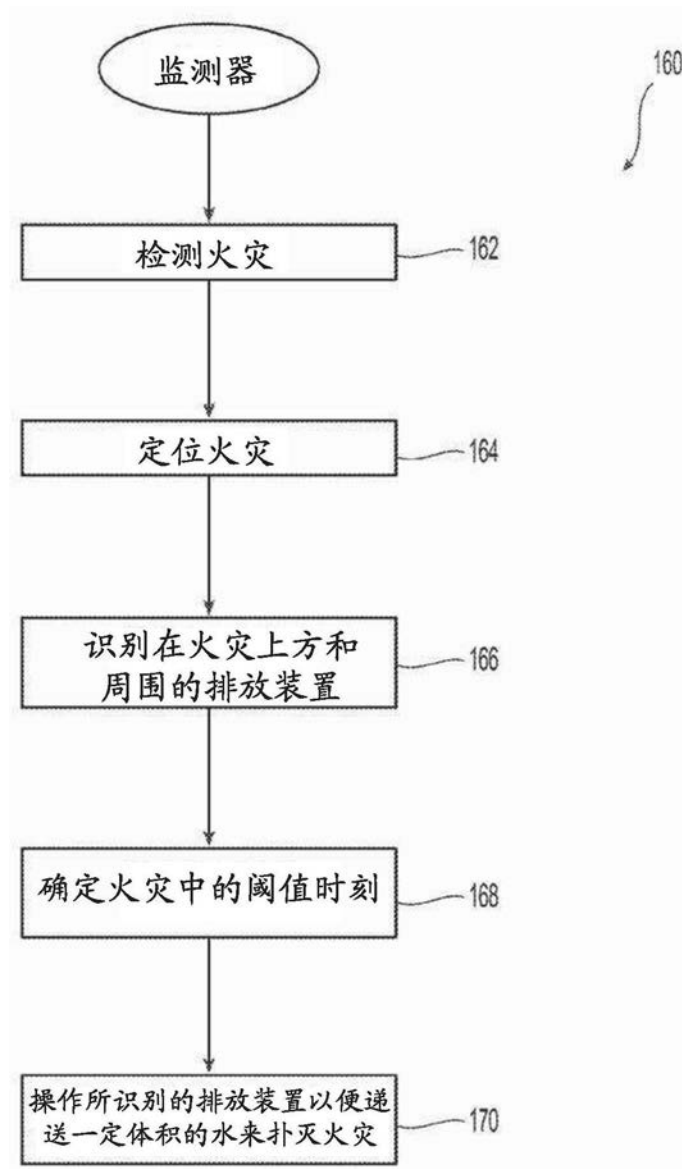 监测器
160
检测火灾
162
定位火灾
164
识别在火灾上方和
周围的排放装置
166
确定火灾中的阈值时刻
168
操作所识别的排放装置以便递
送一定体积的水来扑灭火灾
170